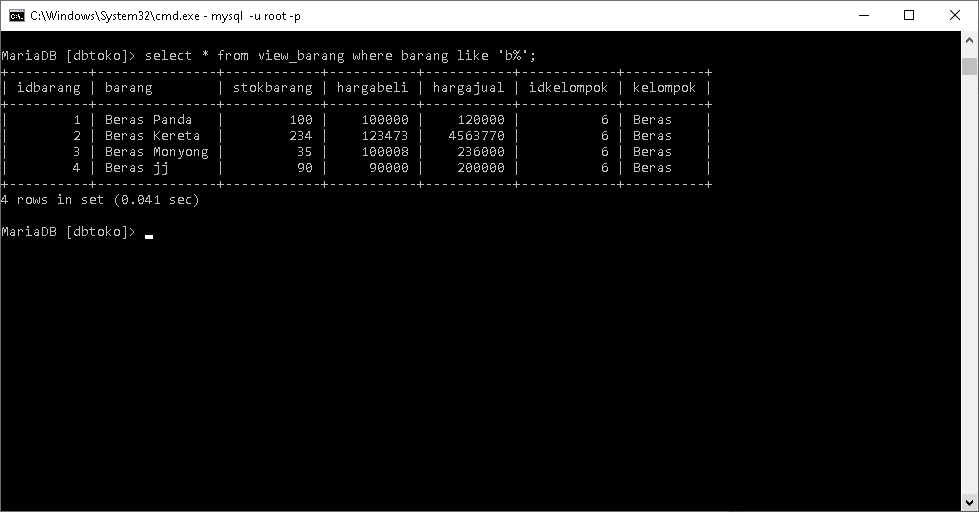 C:\Windows\System32\cmd.exe - mysql  -u root -p
MariaDB [dbtoko]> select * from view_barang where barang like 'b%';
+----------+---------------+------------+----------+-----------+------------+----------+
| idbarang | barang        | stokbarang | hargabeli | hargajual | idkelompok | kelompok |
+----------+---------------+------------+----------+-----------+------------+----------+
|        1 | Beras Panda   |        100 |    100000 |    120000 |          6 | Beras    |
|        2 | Beras Kereta  |        234 |    123473 |   4563770 |          6 | Beras    |
|        3 | Beras Monyong |         35 |    100008 |    236000 |          6 | Beras    |
|        4 | Beras jj      |         90 |     90000 |    200000 |          6 | Beras    |
+----------+---------------+------------+----------+-----------+------------+----------+
4 rows in set (0.041 sec)
MariaDB [dbtoko]>